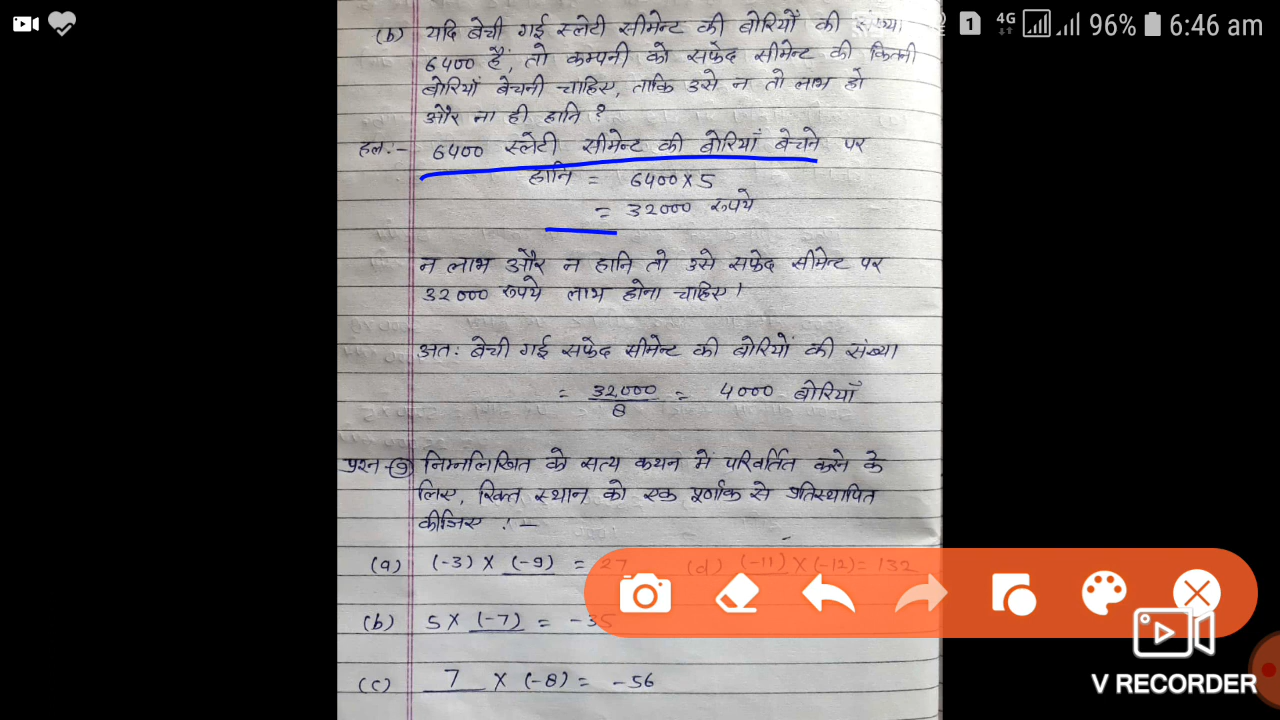 1 4G 96% 6:46 am
(b) यदि बेची गई स्लेटी सीमेन्ट की बोरियों की संख्या
6400 है, तो कम्पनी को सफेद सीमेन्ट की कितनी
बोरियाँ बेचनी चाहिए, ताकि उसे न तो लाभ हो
और ना ही हानि ?
हल:- 6400 स्लेटी सीमेन्ट की बोरियाँ बेचने पर
हानि = 6400×5
= 32000 रुपये
न लाभ और न हानि तो उसे सफेद सीमेन्ट पर
32000 रुपये लाभ होना चाहिए।
अतः बेची गई सफेद सीमेन्ट की बोरियों की संख्या
= 32000/8 = 4000 बोरियाँ
प्रश्न-9 निम्नलिखित को सत्य कथन में परिवर्तित करने के
लिए, रिक्त स्थान को एक पूर्णांक से प्रतिस्थापित
कीजिए :-
(a) (-3) × (-9) = 27 (d) (-11) × (-12) = 132
(b) 5 × (-7) = -35
(c) 7 × (-8) = -56
V RECORDER